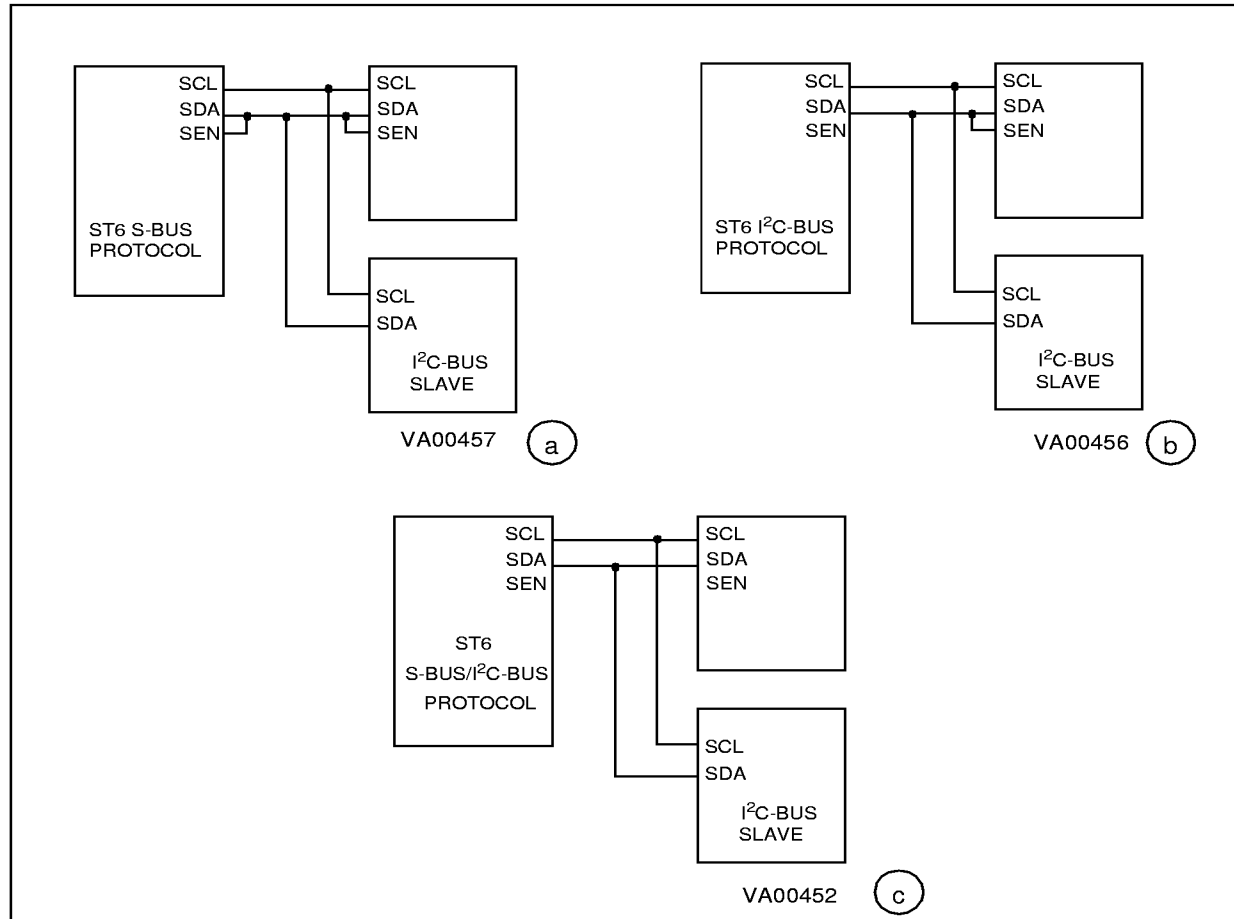 SCL
SDA
SEN
ST6 S-BUS
PROTOCOL
SCL
SDA
SEN
SCL
SDA
I²C-BUS
SLAVE
VA00457
a
SCL
SDA
ST6 I²C-BUS
PROTOCOL
SCL
SDA
SEN
SCL
SDA
I²C-BUS
SLAVE
VA00456
b
SCL
SDA
SEN
ST6
S-BUS/I²C-BUS
PROTOCOL
SCL
SDA
SEN
SCL
SDA
I²C-BUS
SLAVE
VA00452
c